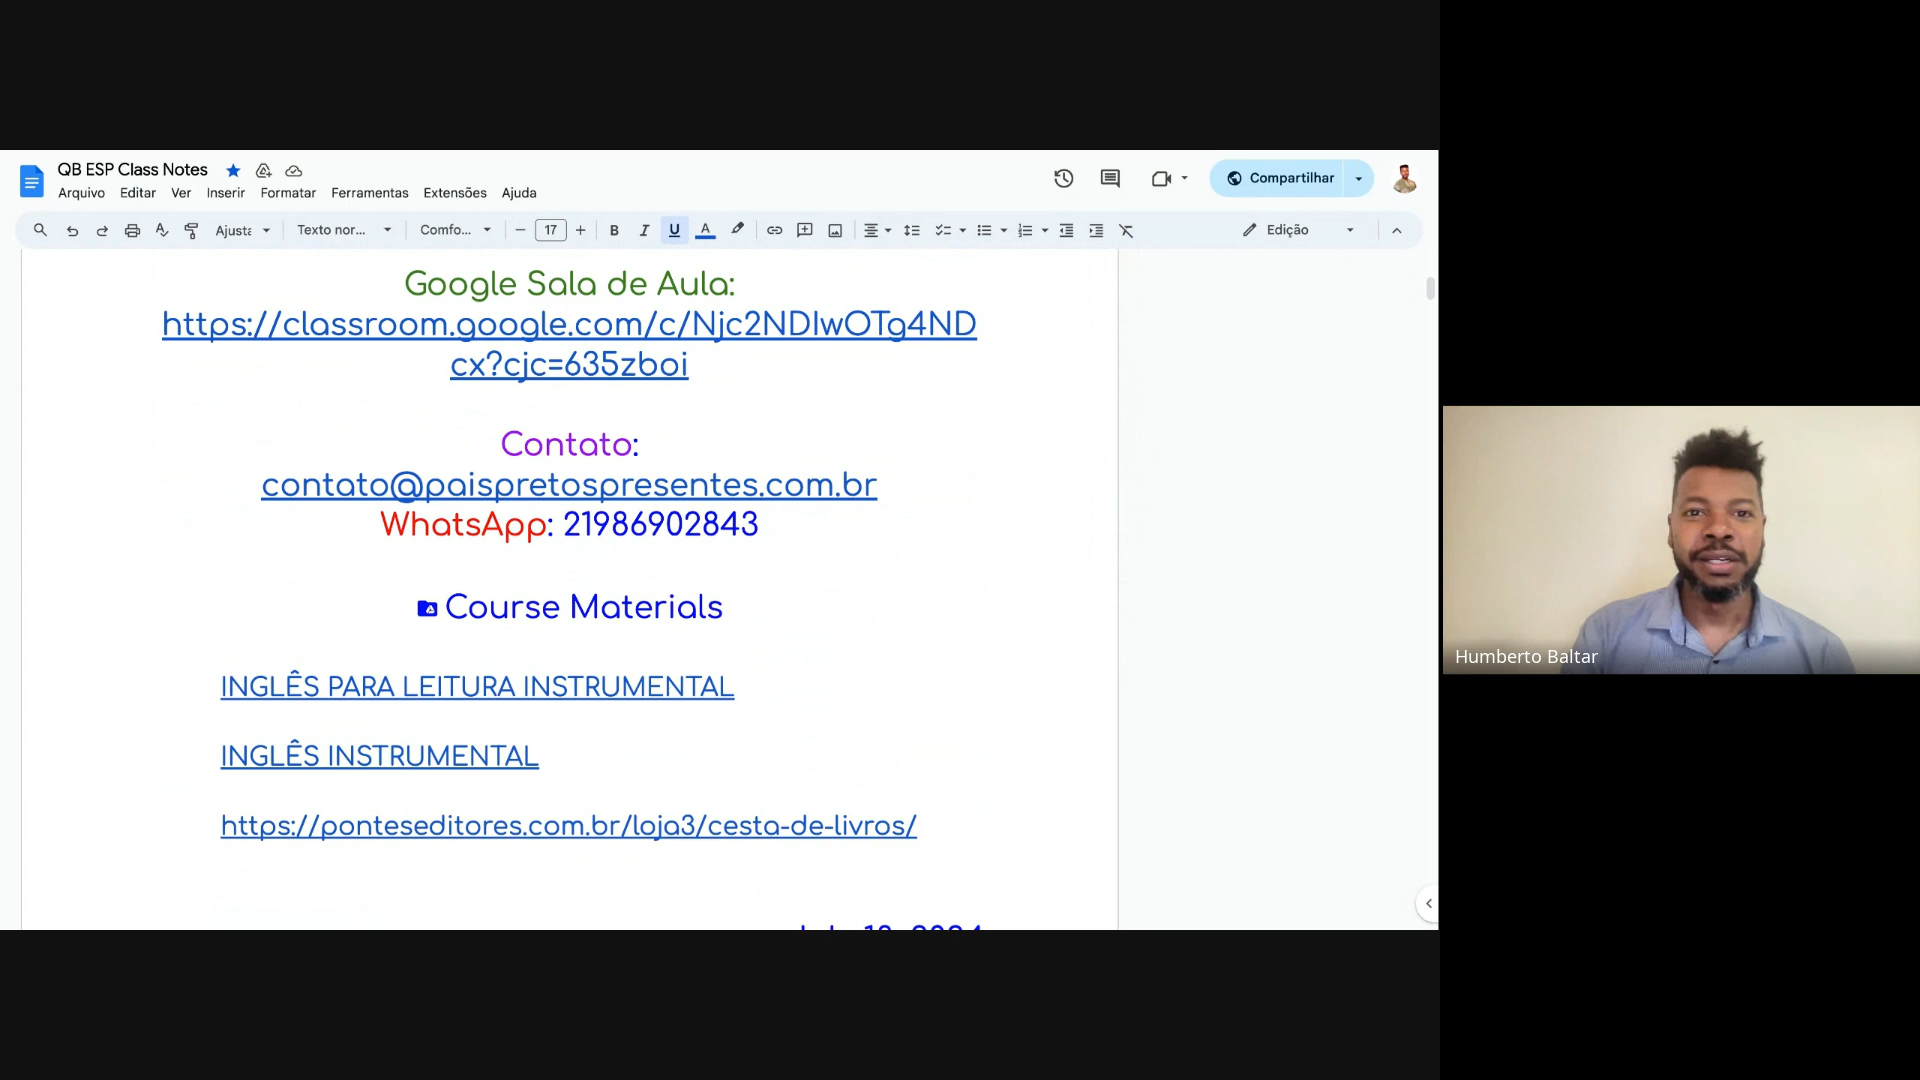 QB ESP Class Notes
Arquivo Editar Ver Inserir Formatar Ferramentas Extensões Ajuda
Compartilhar
Ajusta Texto nor... Comfo... 17 B I U A Edição
Google Sala de Aula:
https://classroom.google.com/c/Njc2NDIwOTg4ND
cx?cjc=635zboi
Contato:
contato@paispretospresentes.com.br
WhatsApp: 21986902843
Course Materials
INGLÊS PARA LEITURA INSTRUMENTAL
INGLÊS INSTRUMENTAL
https://ponteseditores.com.br/loja3/cesta-de-livros/
Humberto Baltar